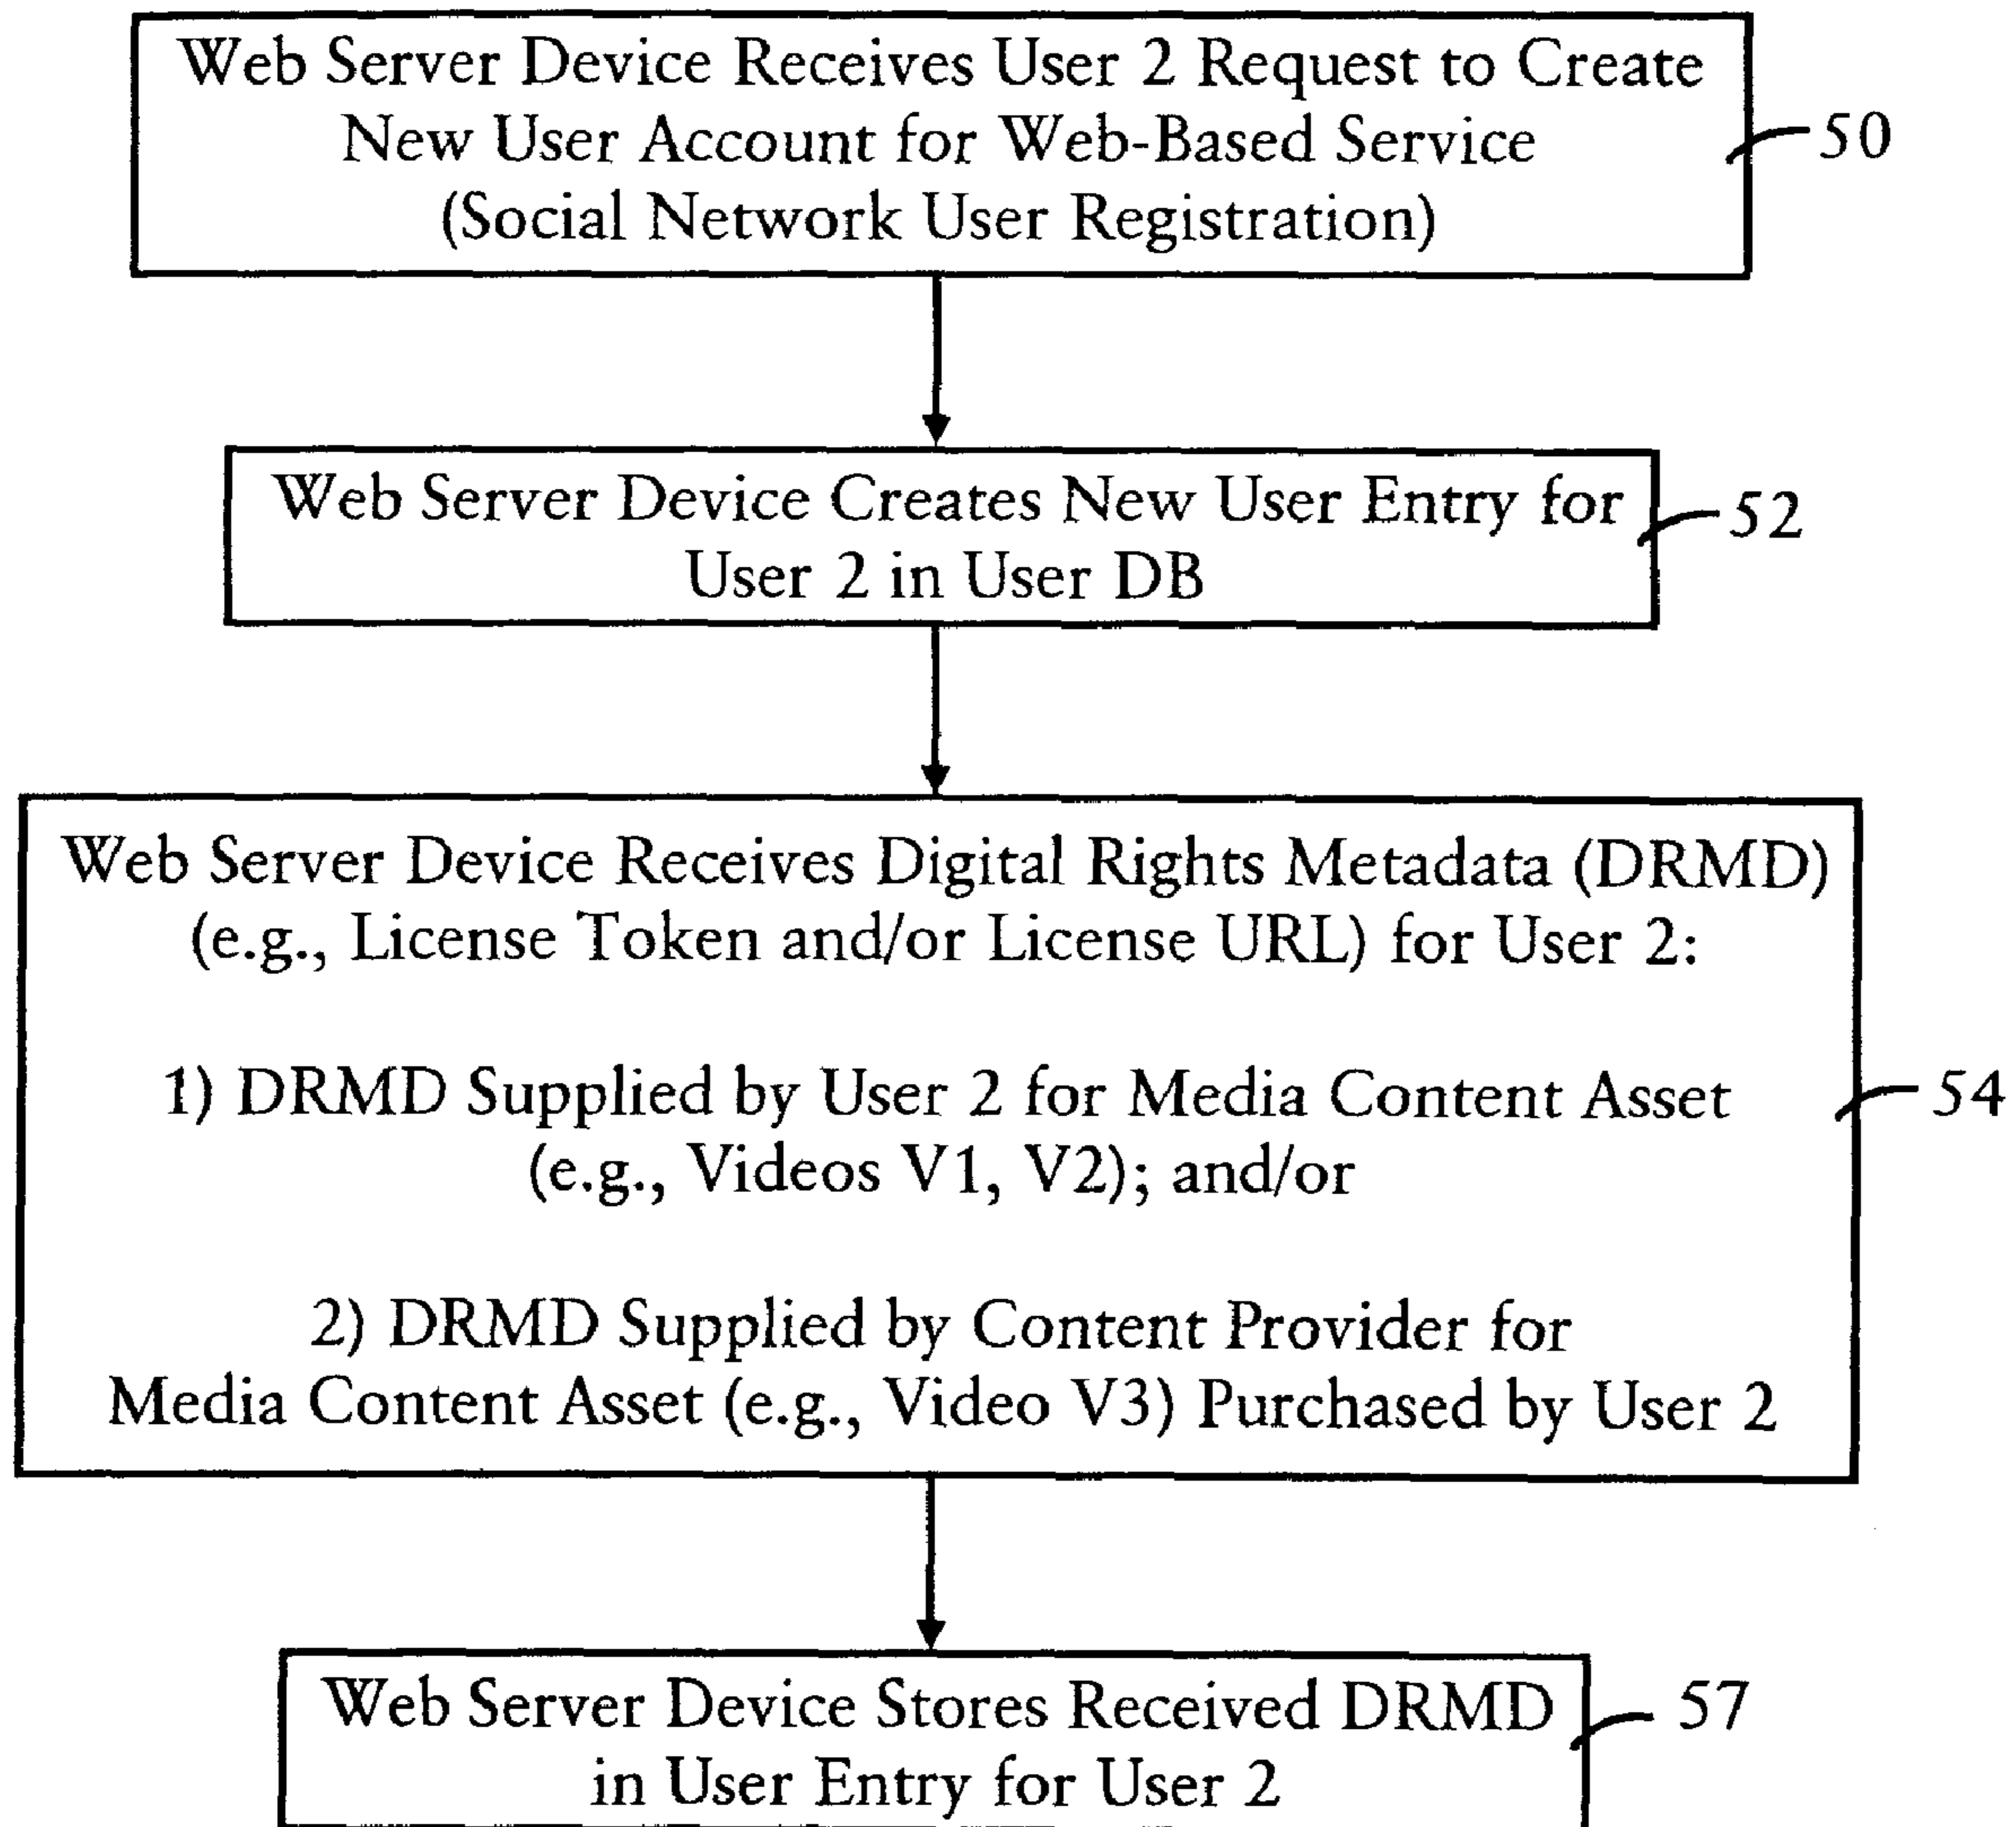 Web Server Device Receives User 2 Request to Create
New User Account for Web-Based Service
(Social Network User Registration)
50
Web Server Device Creates New User Entry for
User 2 in User DB
52
Web Server Device Receives Digital Rights Metadata (DRMD)
(e.g., License Token and/or License URL) for User 2:
1) DRMD Supplied by User 2 for Media Content Asset
(e.g., Videos V1, V2); and/or
2) DRMD Supplied by Content Provider for
Media Content Asset (e.g., Video V3) Purchased by User 2
54
Web Server Device Stores Received DRMD
in User Entry for User 2
57